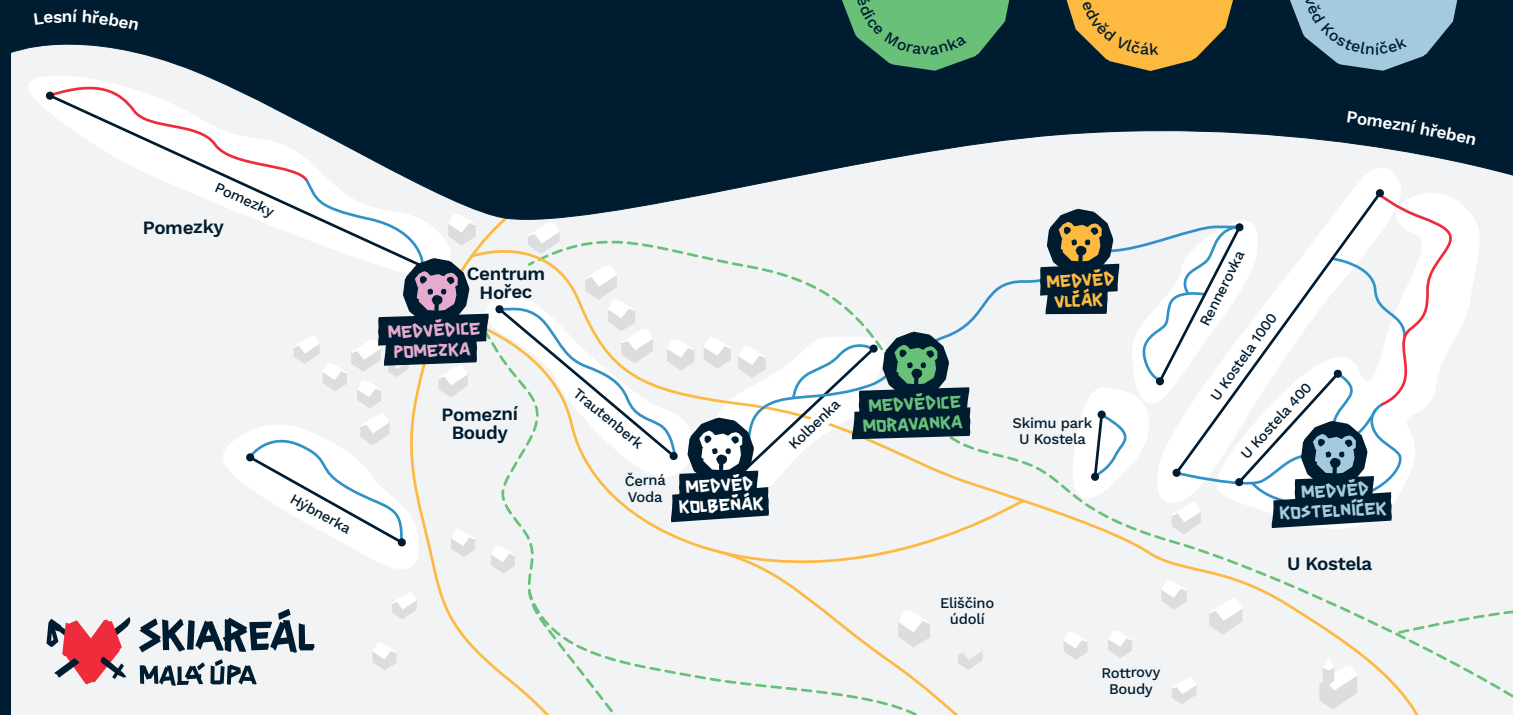 Lesní hřeben
Moravanka
Vlčák
Kostelníček
Pomezní hřeben
Pomezky
Pomezky
Centrum
Hořec
MEDVĚDICE
POMEZKA
MEDVĚD
VLČÁK
Rennerovka
U Kostela 1000
MEDVĚDICE
MORAVANKA
Trautenberk
Kolbenka
U Kostela 400
Pomezní
Boudy
Skimu park
U Kostela
Hýbnerka
Černá
Voda
MEDVĚD
KOLBEŇÁK
MEDVĚD
KOSTELNÍČEK
U Kostela
Eliščino
údolí
SKIAREÁL
MALÁ ÚPA
Rottrovy
Boudy